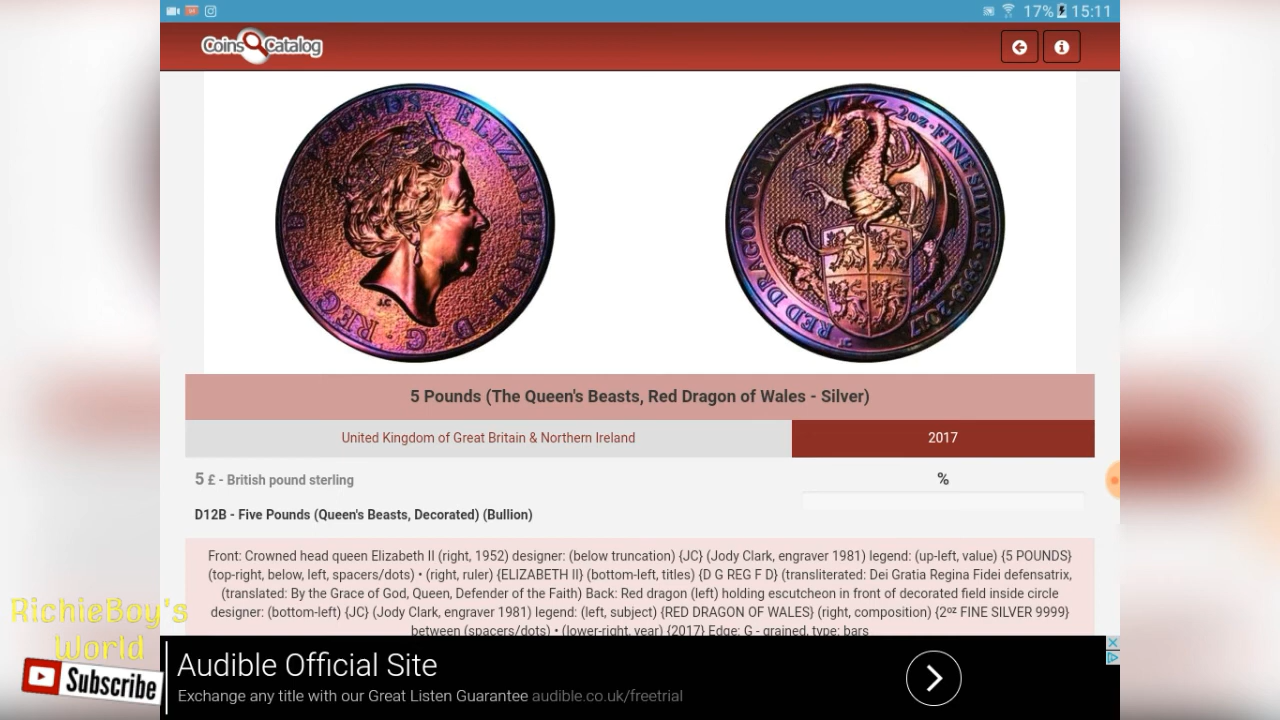 17% 15:11
Coins Catalog
5 POUNDS · ELIZABETH II · D · G · REG · F · D
J.C
RED DRAGON OF WALES
2oz·FINE SILVER·9999·2017
5 Pounds (The Queen's Beasts, Red Dragon of Wales - Silver)
United Kingdom of Great Britain & Northern Ireland
2017
5 £ - British pound sterling
%
D12B - Five Pounds (Queen's Beasts, Decorated) (Bullion)
Front: Crowned head queen Elizabeth II (right, 1952) designer: (below truncation) {JC} (Jody Clark, engraver 1981) legend: (up-left, value) {5 POUNDS}
(top-right, below, left, spacers/dots) • (right, ruler) {ELIZABETH II} (bottom-left, titles) {D G REG F D} (transliterated: Dei Gratia Regina Fidei defensatrix,
(translated: By the Grace of God, Queen, Defender of the Faith) Back: Red dragon (left) holding escutcheon in front of decorated field inside circle
designer: (bottom-left) {JC} (Jody Clark, engraver 1981) legend: (left, subject) {RED DRAGON OF WALES} (right, composition) {2ᵒᶻ FINE SILVER 9999}
between (spacers/dots) • (lower-right, year) {2017} Edge: G - grained, type: bars
RichieBoy's
World
Subscribe
Audible Official Site
Exchange any title with our Great Listen Guarantee audible.co.uk/freetrial